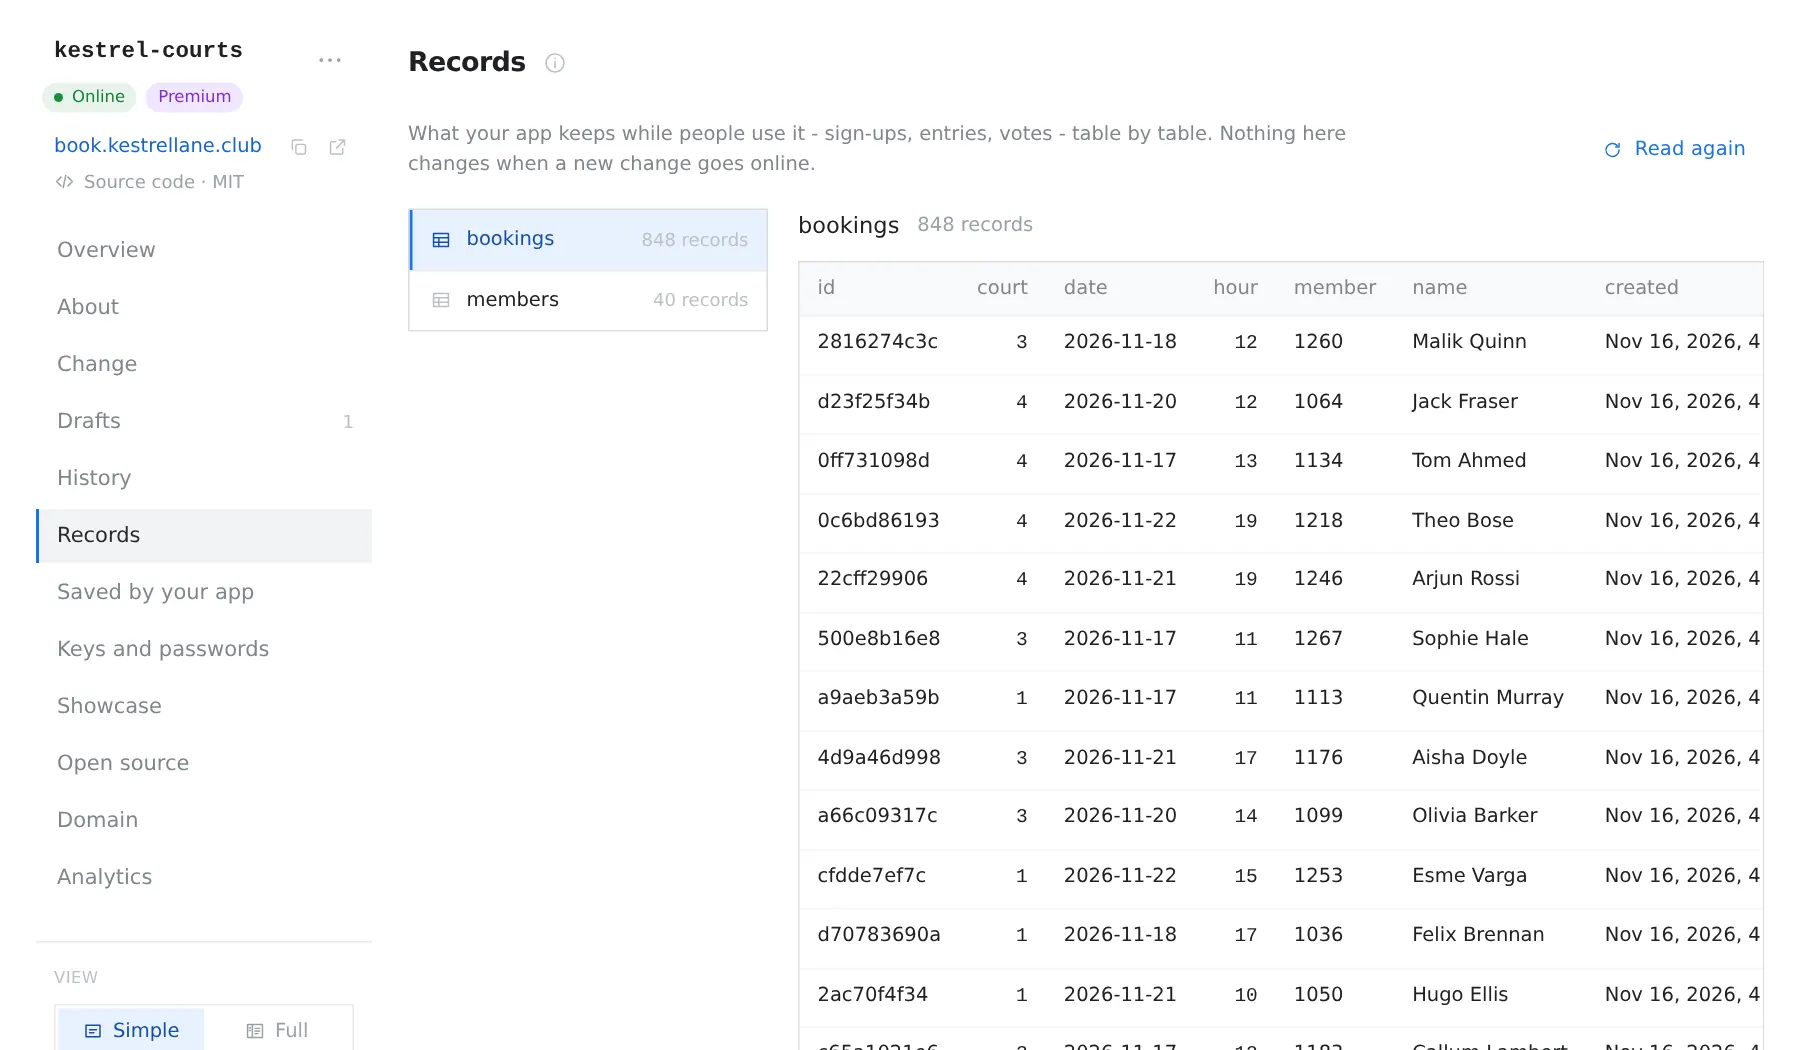 kestrel-courts
Online Premium
book.kestrellane.club
Source code · MIT
Overview
About
Change
Drafts 1
History
Records
Saved by your app
Keys and passwords
Showcase
Open source
Domain
Analytics
VIEW
Simple Full
Records
What your app keeps while people use it - sign-ups, entries, votes - table by table. Nothing here
changes when a new change goes online.
Read again
bookings 848 records
members 40 records
bookings 848 records
id court date hour member name created
2816274c3c 3 2026-11-18 12 1260 Malik Quinn Nov 16, 2026, 4
d23f25f34b 4 2026-11-20 12 1064 Jack Fraser Nov 16, 2026, 4
0ff731098d 4 2026-11-17 13 1134 Tom Ahmed Nov 16, 2026, 4
0c6bd86193 4 2026-11-22 19 1218 Theo Bose Nov 16, 2026, 4
22cff29906 4 2026-11-21 19 1246 Arjun Rossi Nov 16, 2026, 4
500e8b16e8 3 2026-11-17 11 1267 Sophie Hale Nov 16, 2026, 4
a9aeb3a59b 1 2026-11-17 11 1113 Quentin Murray Nov 16, 2026, 4
4d9a46d998 3 2026-11-21 17 1176 Aisha Doyle Nov 16, 2026, 4
a66c09317c 3 2026-11-20 14 1099 Olivia Barker Nov 16, 2026, 4
cfdde7ef7c 1 2026-11-22 15 1253 Esme Varga Nov 16, 2026, 4
d70783690a 1 2026-11-18 17 1036 Felix Brennan Nov 16, 2026, 4
2ac70f4f34 1 2026-11-21 10 1050 Hugo Ellis Nov 16, 2026, 4